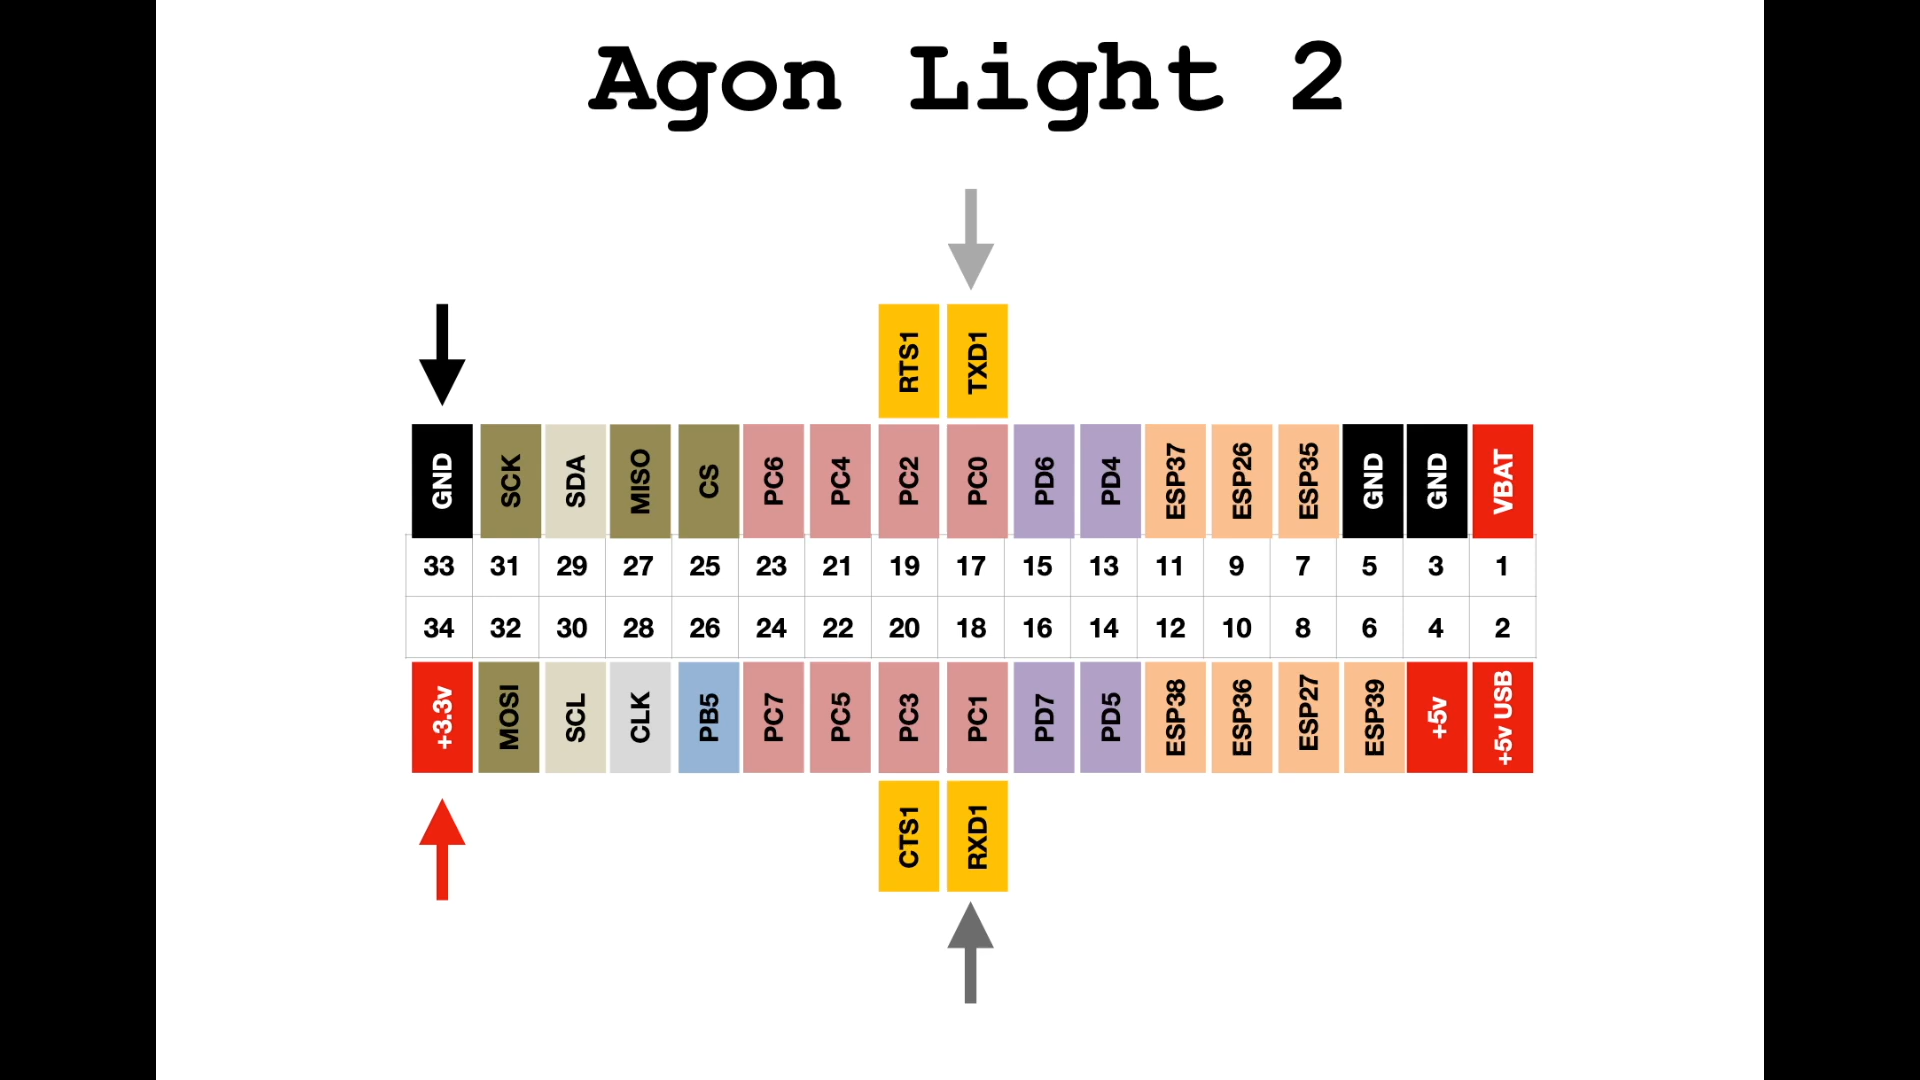 Agon Light 2
RTS1 TXD1
GND SCK SDA MISO CS PC6 PC4 PC2 PC0 PD6 PD4 ESP37 ESP26 ESP35 GND GND VBAT
33 31 29 27 25 23 21 19 17 15 13 11 9 7 5 3 1
34 32 30 28 26 24 22 20 18 16 14 12 10 8 6 4 2
+3.3v MOSI SCL CLK PB5 PC7 PC5 PC3 PC1 PD7 PD5 ESP38 ESP36 ESP27 ESP39 +5v +5v USB
CTS1 RXD1